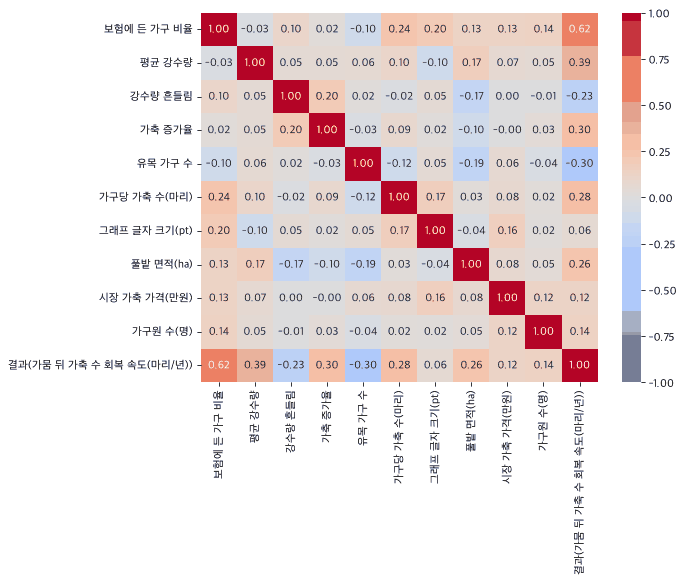 보험에 든 가구 비율 1.00 -0.03 0.10 0.02 -0.10 0.24 0.20 0.13 0.13 0.14 0.62
평균 강수량 -0.03 1.00 0.05 0.05 0.06 0.10 -0.10 0.17 0.07 0.05 0.39
강수량 흔들림 0.10 0.05 1.00 0.20 0.02 -0.02 0.05 -0.17 0.00 -0.01 -0.23
가축 증가율 0.02 0.05 0.20 1.00 -0.03 0.09 0.02 -0.10 -0.00 0.03 0.30
유목 가구 수 -0.10 0.06 0.02 -0.03 1.00 -0.12 0.05 -0.19 0.06 -0.04 -0.30
가구당 가축 수(마리) 0.24 0.10 -0.02 0.09 -0.12 1.00 0.17 0.03 0.08 0.02 0.28
그래프 글자 크기(pt) 0.20 -0.10 0.05 0.02 0.05 0.17 1.00 -0.04 0.16 0.02 0.06
풀밭 면적(ha) 0.13 0.17 -0.17 -0.10 -0.19 0.03 -0.04 1.00 0.08 0.05 0.26
시장 가축 가격(만원) 0.13 0.07 0.00 -0.00 0.06 0.08 0.16 0.08 1.00 0.12 0.12
가구원 수(명) 0.14 0.05 -0.01 0.03 -0.04 0.02 0.02 0.05 0.12 1.00 0.14
결과(가뭄 뒤 가축 수 회복 속도(마리/년)) 0.62 0.39 -0.23 0.30 -0.30 0.28 0.06 0.26 0.12 0.14 1.00
보험에 든 가구 비율
평균 강수량
강수량 흔들림
가축 증가율
유목 가구 수
가구당 가축 수(마리)
그래프 글자 크기(pt)
풀밭 면적(ha)
시장 가축 가격(만원)
가구원 수(명)
결과(가뭄 뒤 가축 수 회복 속도(마리/년))
1.00
0.75
0.50
0.25
0.00
-0.25
-0.50
-0.75
-1.00